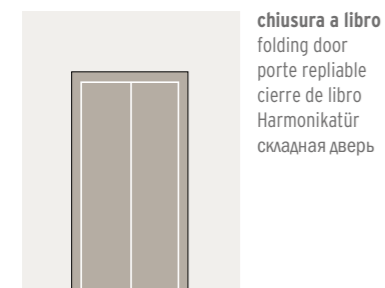 chiusura a libro
folding door
porte repliable
cierre de libro
Harmonikatür
складная дверь